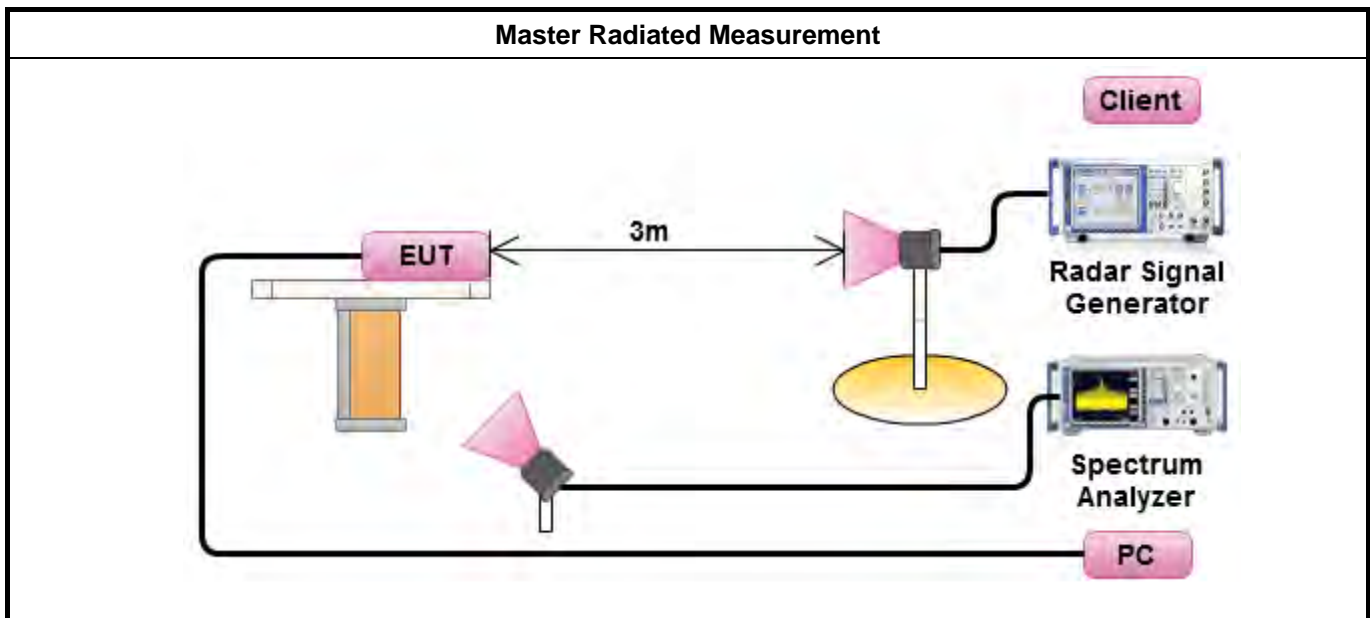 Master Radiated Measurement
Client
3m
EUT
Radar Signal
Generator
Spectrum
Analyzer
PC